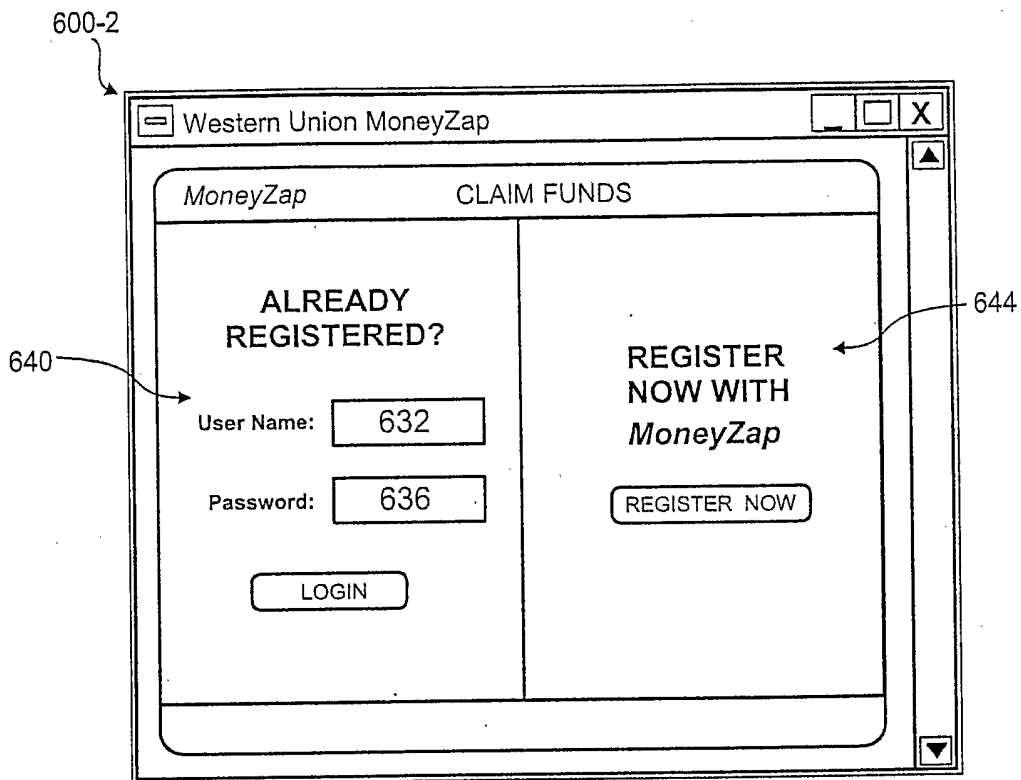 600-2
Western Union MoneyZap
_ X
MoneyZap CLAIM FUNDS
ALREADY
REGISTERED?
640
User Name: 632
Password: 636
LOGIN
644
REGISTER
NOW WITH
MoneyZap
REGISTER NOW